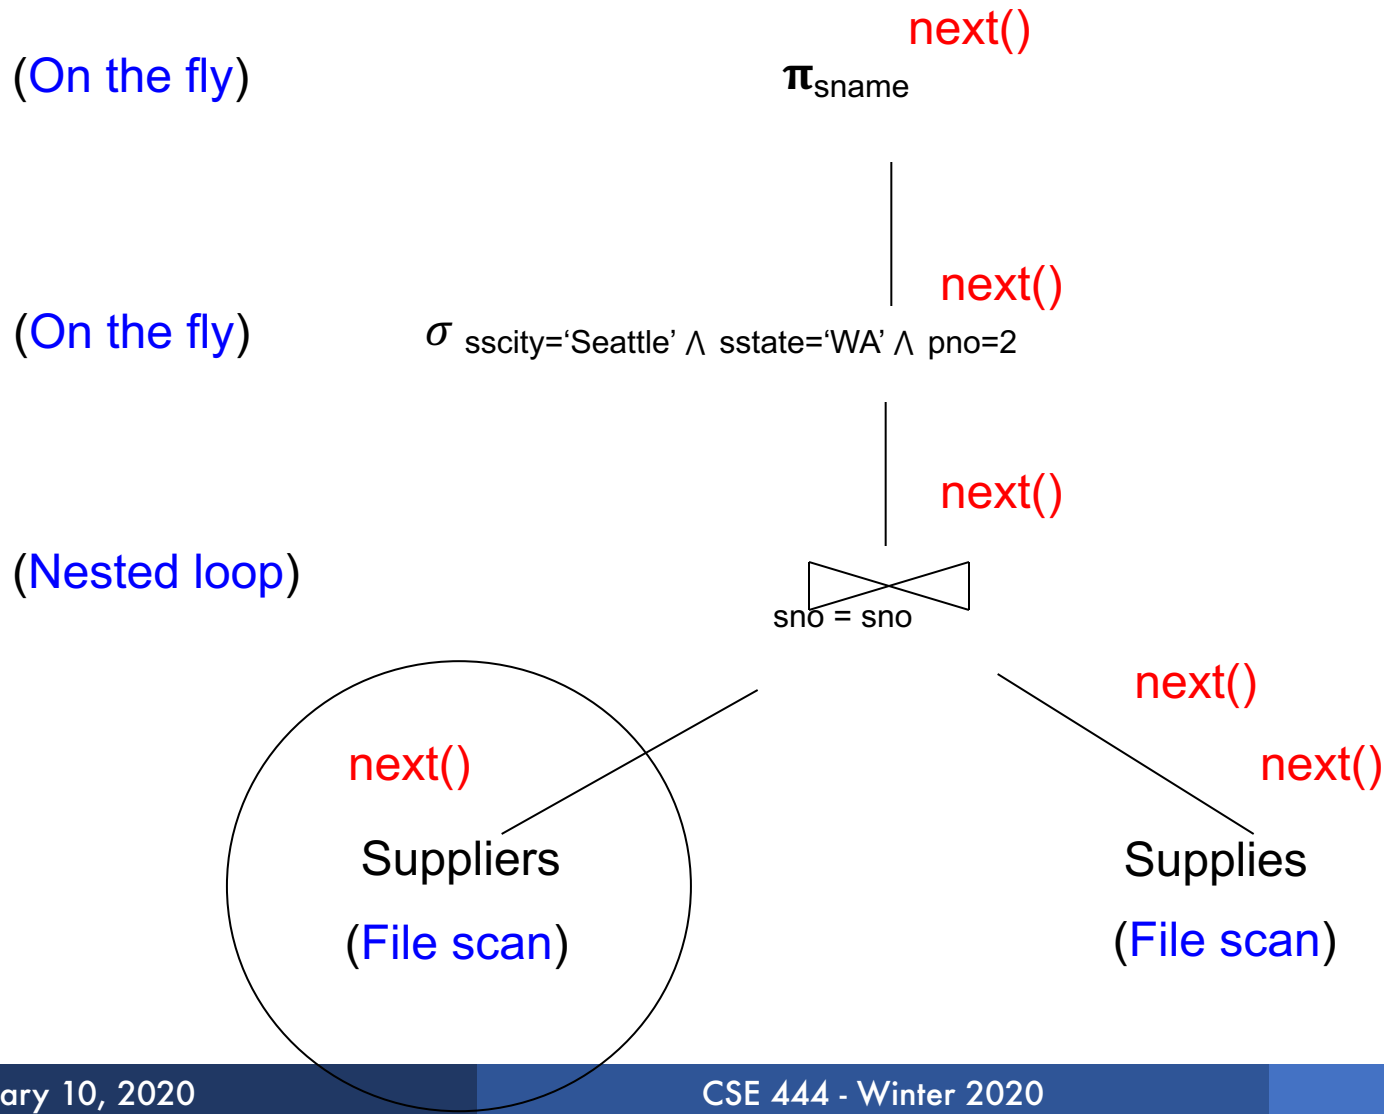 next()
(On the fly)
𝛑sname
next()
(On the fly)
σ sscity=‘Seattle’ ∧ sstate=‘WA’ ∧ pno=2
next()
(Nested loop)
sno = sno
next()
next()
next()
Suppliers
Supplies
(File scan)
(File scan)
ary 10, 2020
CSE 444 - Winter 2020